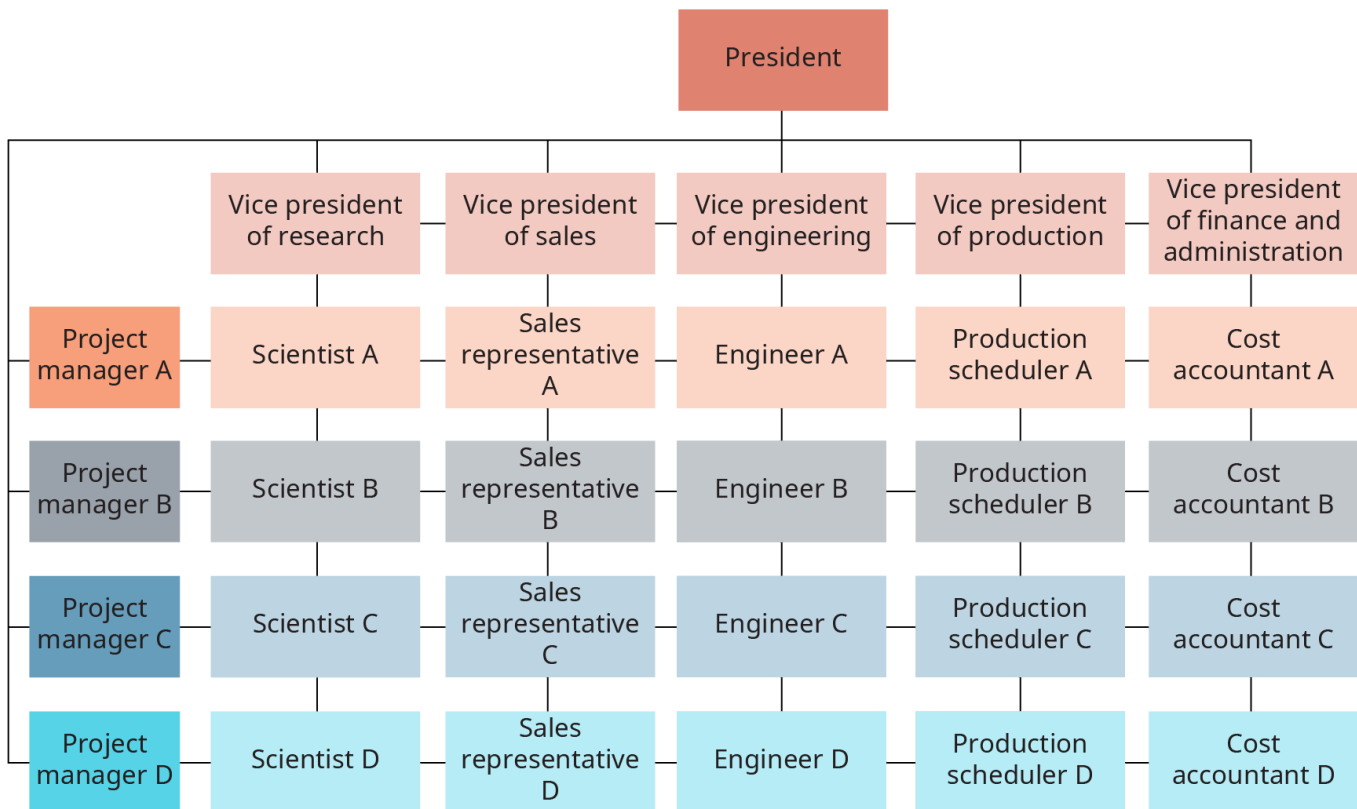 President
Vice president
of research
Vice president
of sales
Vice president
of engineering
Vice president
of production
Vice president
of finance and
administration
Project
manager A
Scientist A
Sales
representative
A
Engineer A
Production
scheduler A
Cost
accountant A
Project
manager B
Scientist B
Sales
representative
B
Engineer B
Production
scheduler B
Cost
accountant B
Project
manager C
Scientist C
Sales
representative
C
Engineer C
Production
scheduler C
Cost
accountant C
Project
manager D
Scientist D
Sales
representative
D
Engineer D
Production
scheduler D
Cost
accountant D